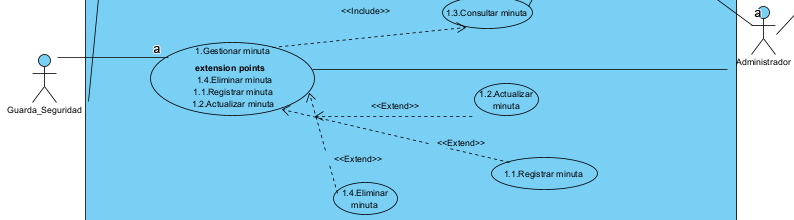 <<Include>>
1.3.Consultar minuta
a
Administrador
a
1.Gestionar minuta
extension points
1.4.Eliminar minuta
1.1.Registrar minuta
1.2.Actualizar minuta
Guarda_Seguridad
<<Extend>>
1.2.Actualizar
minuta
<<Extend>>
<<Extend>>
1.1.Registrar minuta
1.4.Eliminar
minuta